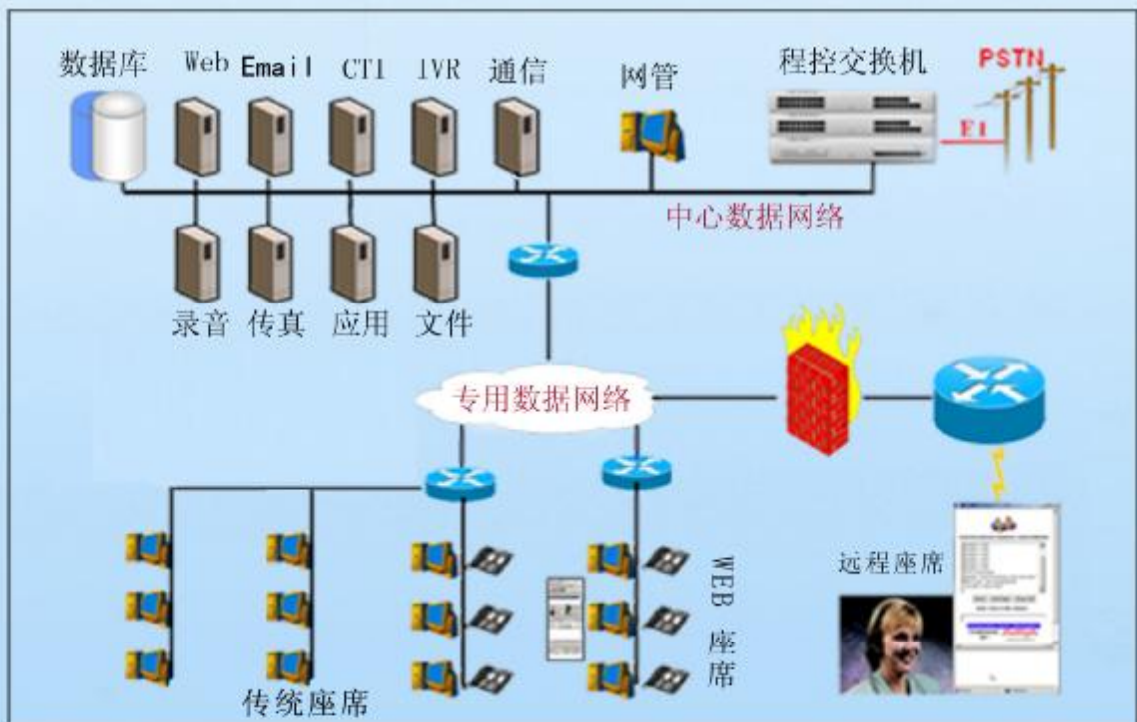 数据库
Web
Email
CTI
IVR
通信
网管
程控交换机
PSTN
E1
中心数据网络
录音
传真
应用
文件
专用数据网络
远程座席
WEB 座席
传统座席